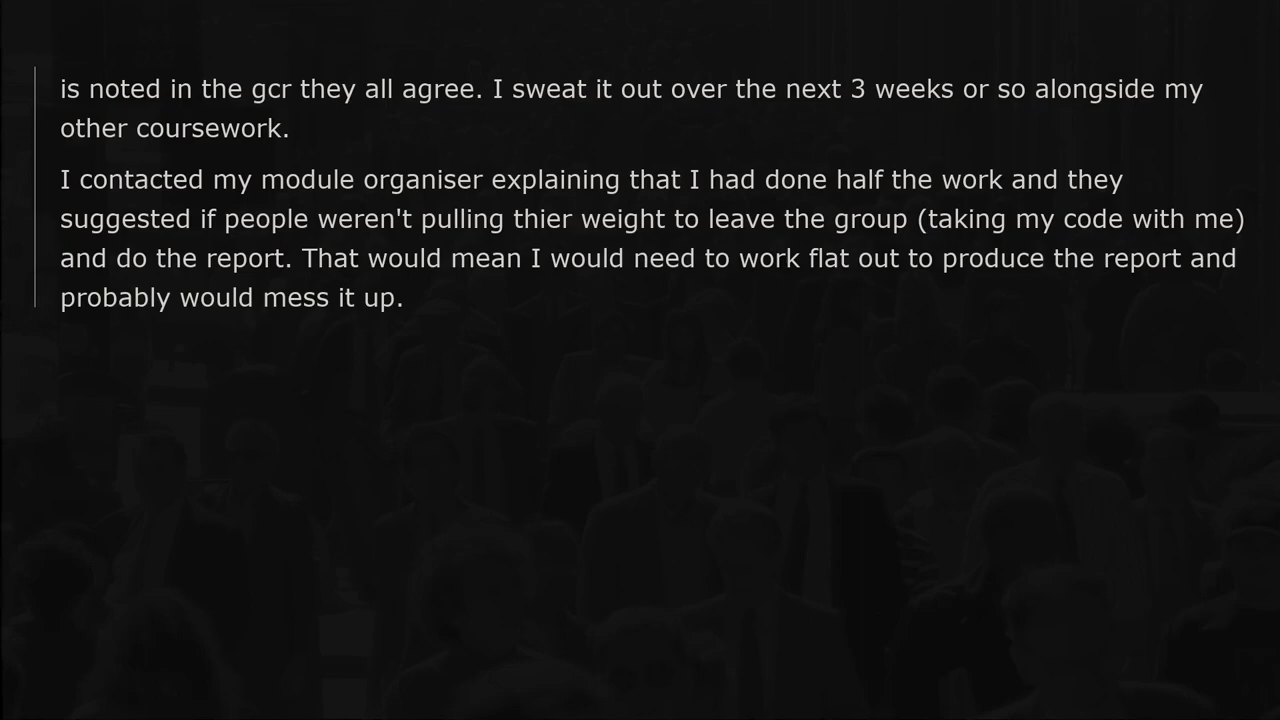 is noted in the gcr they all agree. I sweat it out over the next 3 weeks or so alongside my
other coursework.
I contacted my module organiser explaining that I had done half the work and they
suggested if people weren't pulling thier weight to leave the group (taking my code with me)
and do the report. That would mean I would need to work flat out to produce the report and
probably would mess it up.